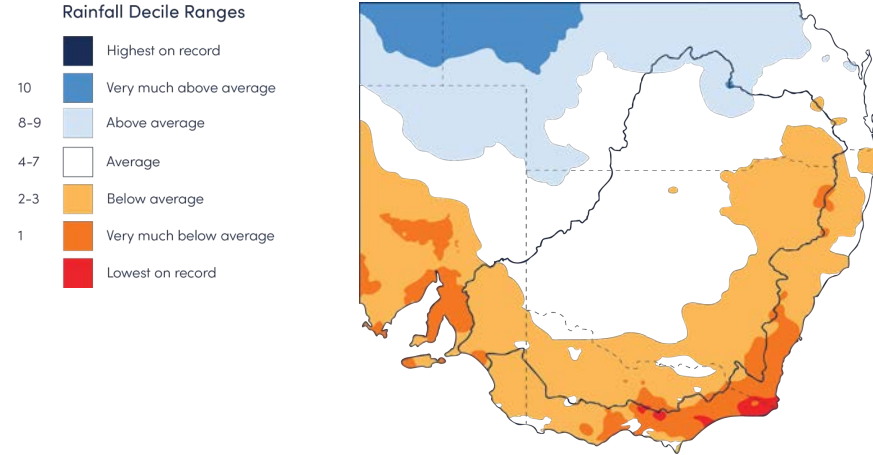 Rainfall Decile Ranges
Highest on record
10 Very much above average
8-9 Above average
4-7 Average
2-3 Below average
1 Very much below average
Lowest on record